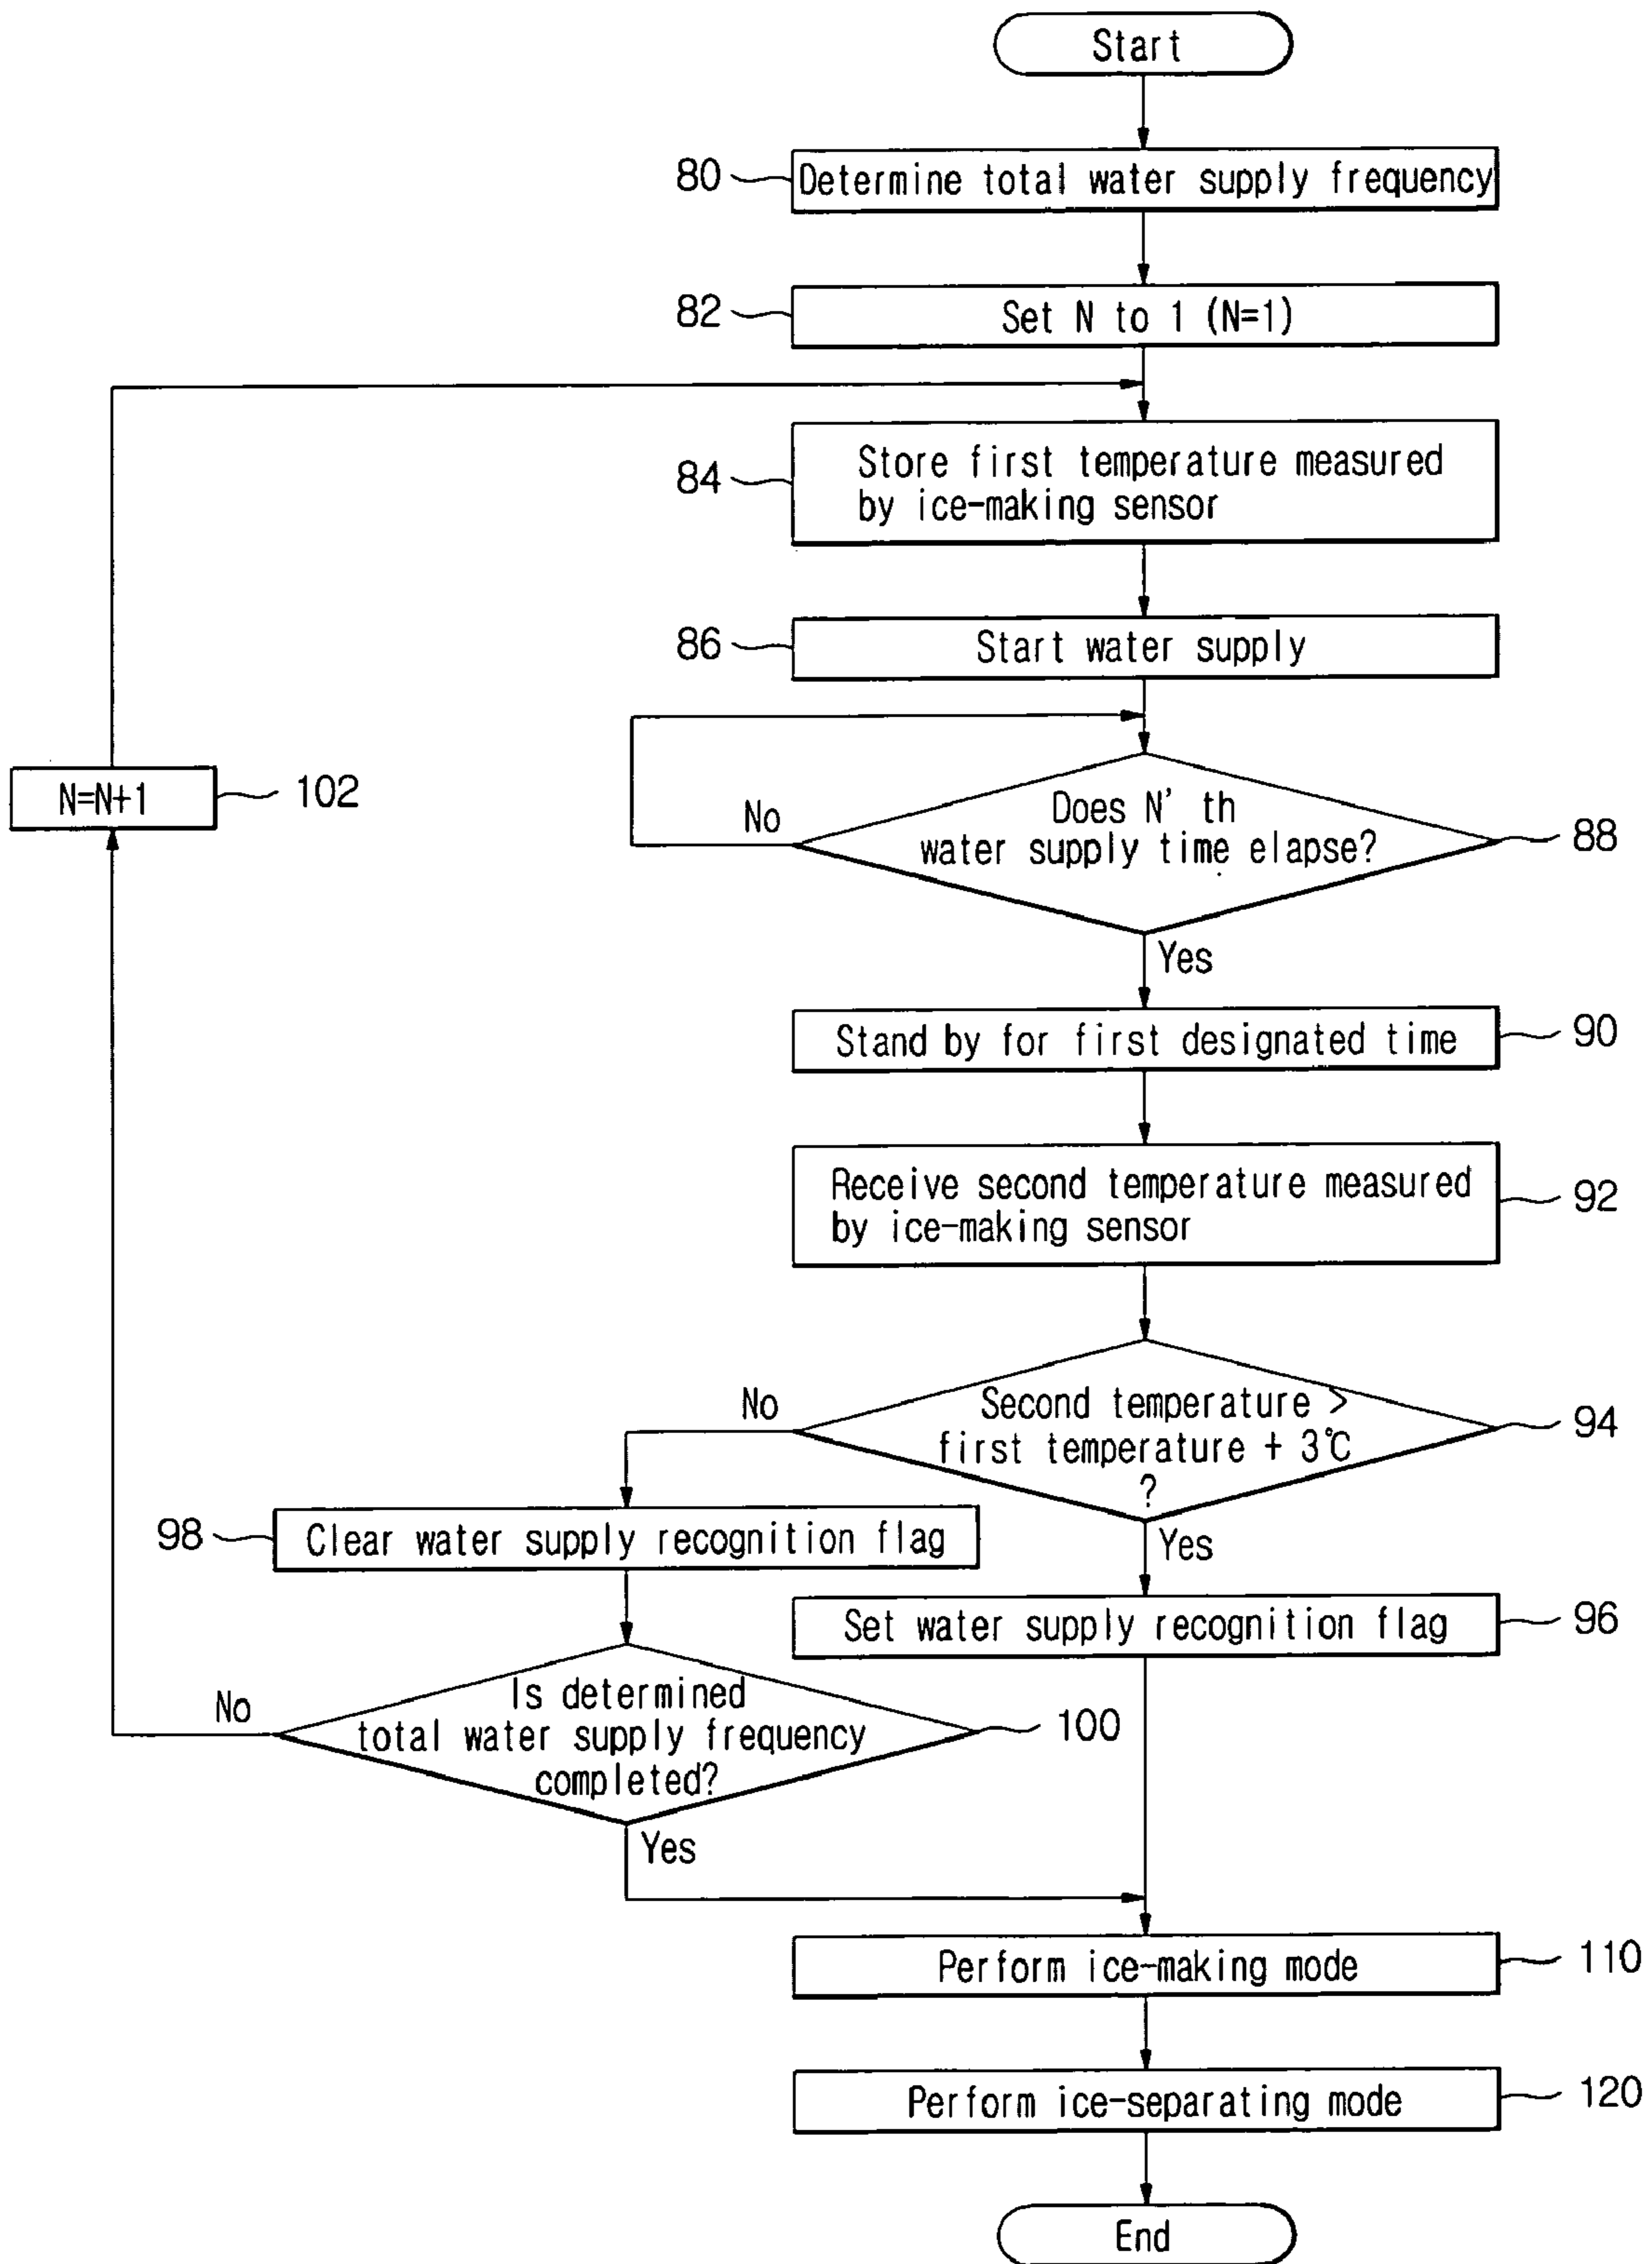 Start
80
Determine total water supply frequency
82
Set N to 1 (N=1)
84
Store first temperature measured
by ice-making sensor
86
Start water supply
N=N+1
102
No
Does N' th
water supply time elapse?
88
Yes
Stand by for first designated time
90
Receive second temperature measured
by ice-making sensor
92
No
Second temperature >
first temperature + 3℃
?
94
Yes
98
Clear water supply recognition flag
Set water supply recognition flag
96
No
Is determined
total water supply frequency
completed?
100
Yes
Perform ice-making mode
110
Perform ice-separating mode
120
End